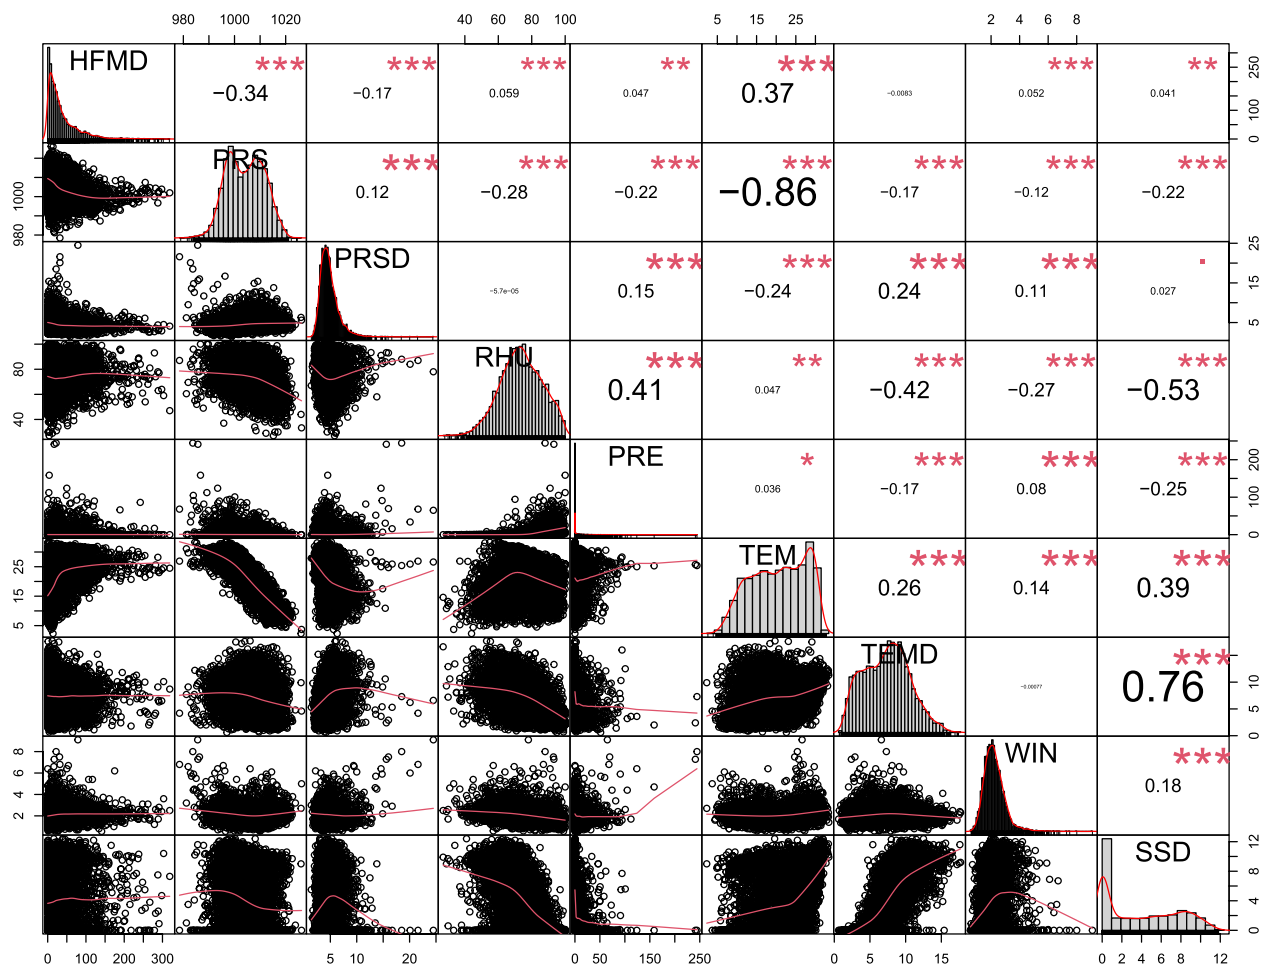 980 1000 1020 40 60 80 100 5 15 25 2 4 6 8
HFMD *** *** *** ** *** *** **
−0.34 −0.17 0.059 0.047 0.37 −0.0083 0.052 0.041
0 100 250
PRS *** *** *** *** *** *** ***
0.12 −0.28 −0.22 −0.86 −0.17 −0.12 −0.22
980 1000
PRSD *** *** *** *** .
−5.7e−05 0.15 −0.24 0.24 0.11 0.027
5 15 25
RHU *** ** *** *** ***
0.41 0.047 −0.42 −0.27 −0.53
40 80
PRE * *** *** ***
0.036 −0.17 0.08 −0.25
0 100 200
TEM *** *** ***
0.26 0.14 0.39
5 15 25
TEMD ***
−0.00077 0.76
0 5 10
WIN ***
0.18
2 4 6 8
SSD
0 4 8 12
0 100 200 300 5 10 20 0 50 150 250 0 5 10 15 0 2 4 6 8 12